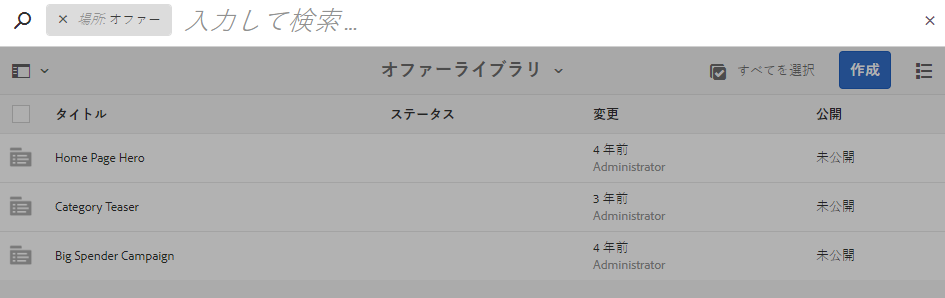 × 場所: オファー 入力して検索 ... ×
オファーライブラリ すべてを選択 作成
タイトル ステータス 変更 公開
Home Page Hero 4 年前 未公開
Administrator
Category Teaser 3 年前 未公開
Administrator
Big Spender Campaign 4 年前 未公開
Administrator